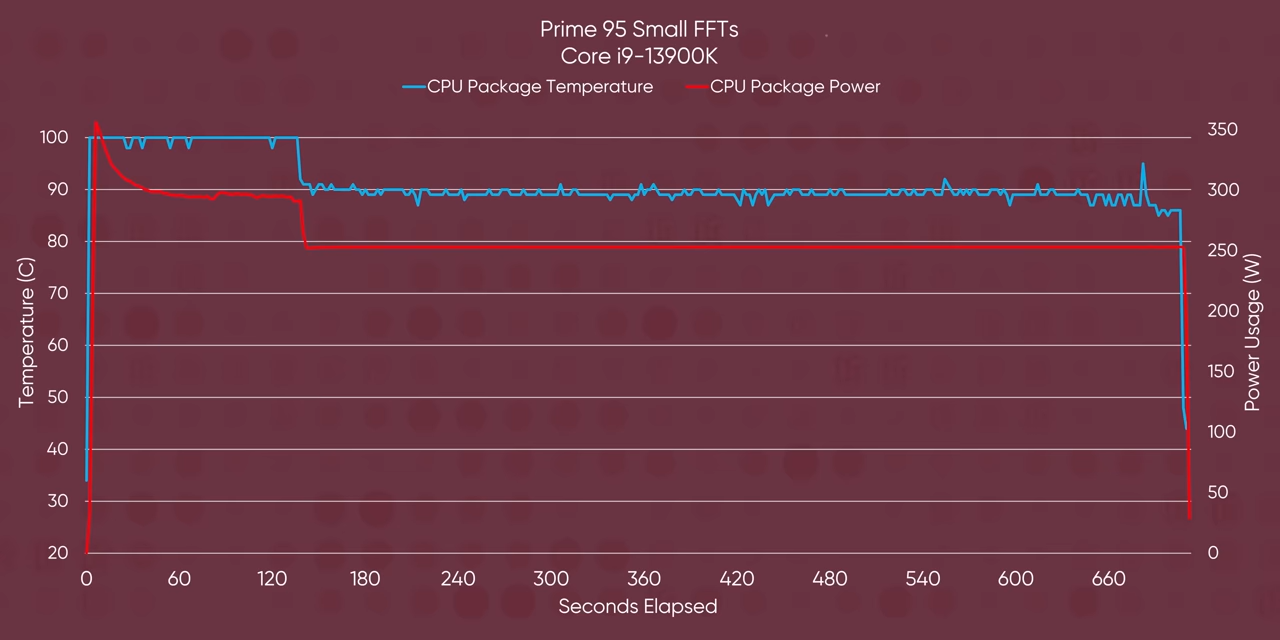 Prime 95 Small FFTs
Core i9-13900K
CPU Package Temperature CPU Package Power
100
90
80
70
60
50
40
30
20
Temperature (C)
350
300
250
200
150
100
50
0
Power Usage (W)
0 60 120 180 240 300 360 420 480 540 600 660
Seconds Elapsed